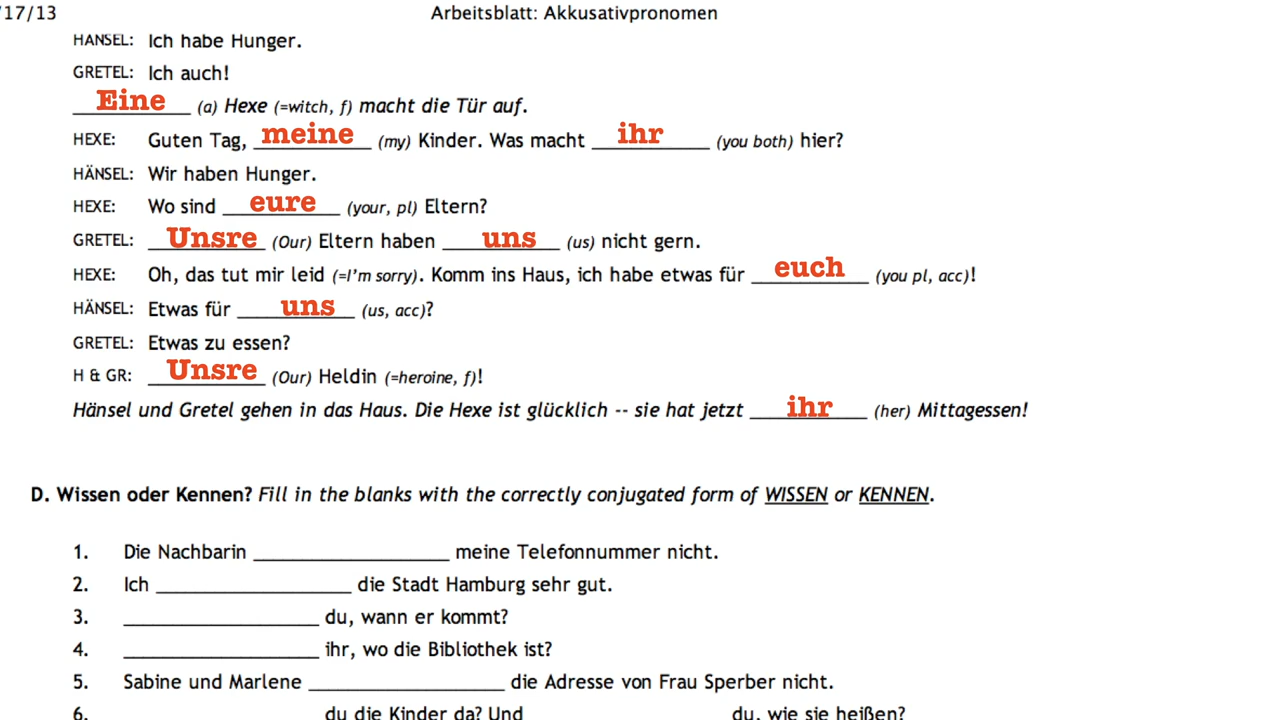 /17/13 Arbeitsblatt: Akkusativpronomen
HÄNSEL: Ich habe Hunger.
GRETEL: Ich auch!
Eine (a) Hexe (=witch, f) macht die Tür auf.
HEXE: Guten Tag, meine (my) Kinder. Was macht ihr (you both) hier?
HÄNSEL: Wir haben Hunger.
HEXE: Wo sind eure (your, pl) Eltern?
GRETEL: Unsre (Our) Eltern haben uns (us) nicht gern.
HEXE: Oh, das tut mir leid (=I'm sorry). Komm ins Haus, ich habe etwas für euch (you pl, acc)!
HÄNSEL: Etwas für uns (us, acc)?
GRETEL: Etwas zu essen?
H & GR: Unsre (Our) Heldin (=heroine, f)!
Hänsel und Gretel gehen in das Haus. Die Hexe ist glücklich -- sie hat jetzt ihr (her) Mittagessen!
D. Wissen oder Kennen? Fill in the blanks with the correctly conjugated form of WISSEN or KENNEN.
1. Die Nachbarin ____________________ meine Telefonnummer nicht.
2. Ich ____________________ die Stadt Hamburg sehr gut.
3. ____________________ du, wann er kommt?
4. ____________________ ihr, wo die Bibliothek ist?
5. Sabine und Marlene ____________________ die Adresse von Frau Sperber nicht.
6. du die Kinder da? Und du, wie sie heißen?